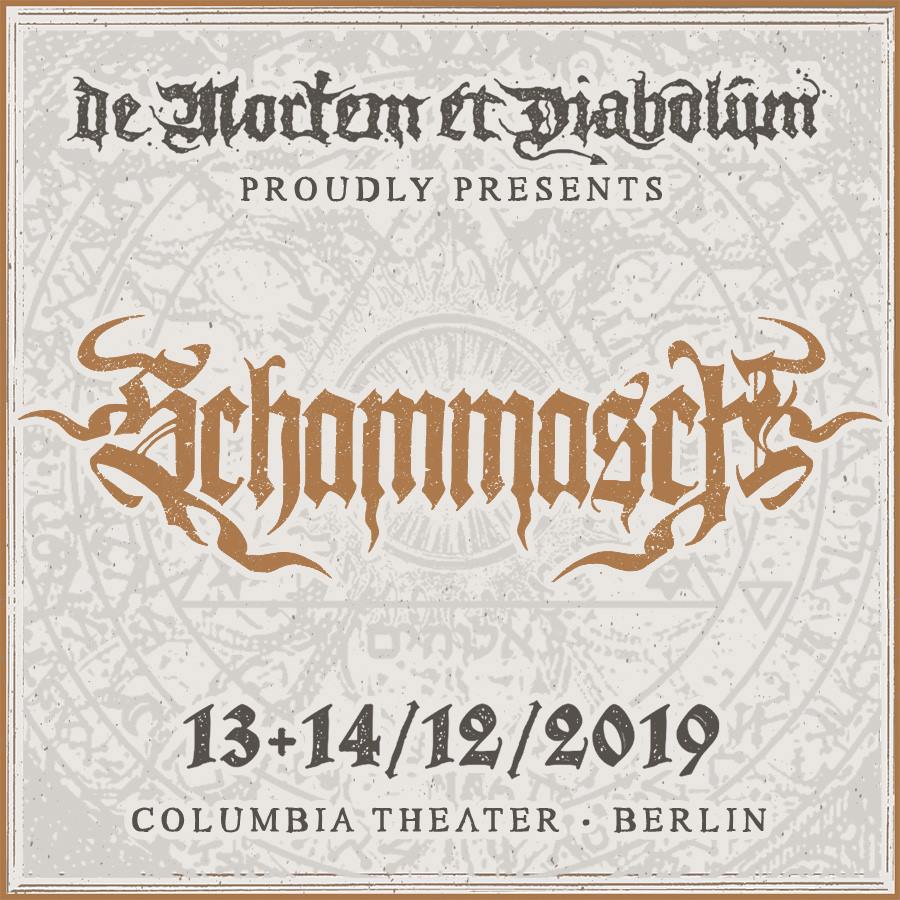 de Mortem et Diabolum
PROUDLY PRESENTS
Schammasch
13+14/12/2019
COLUMBIA THEATER · BERLIN